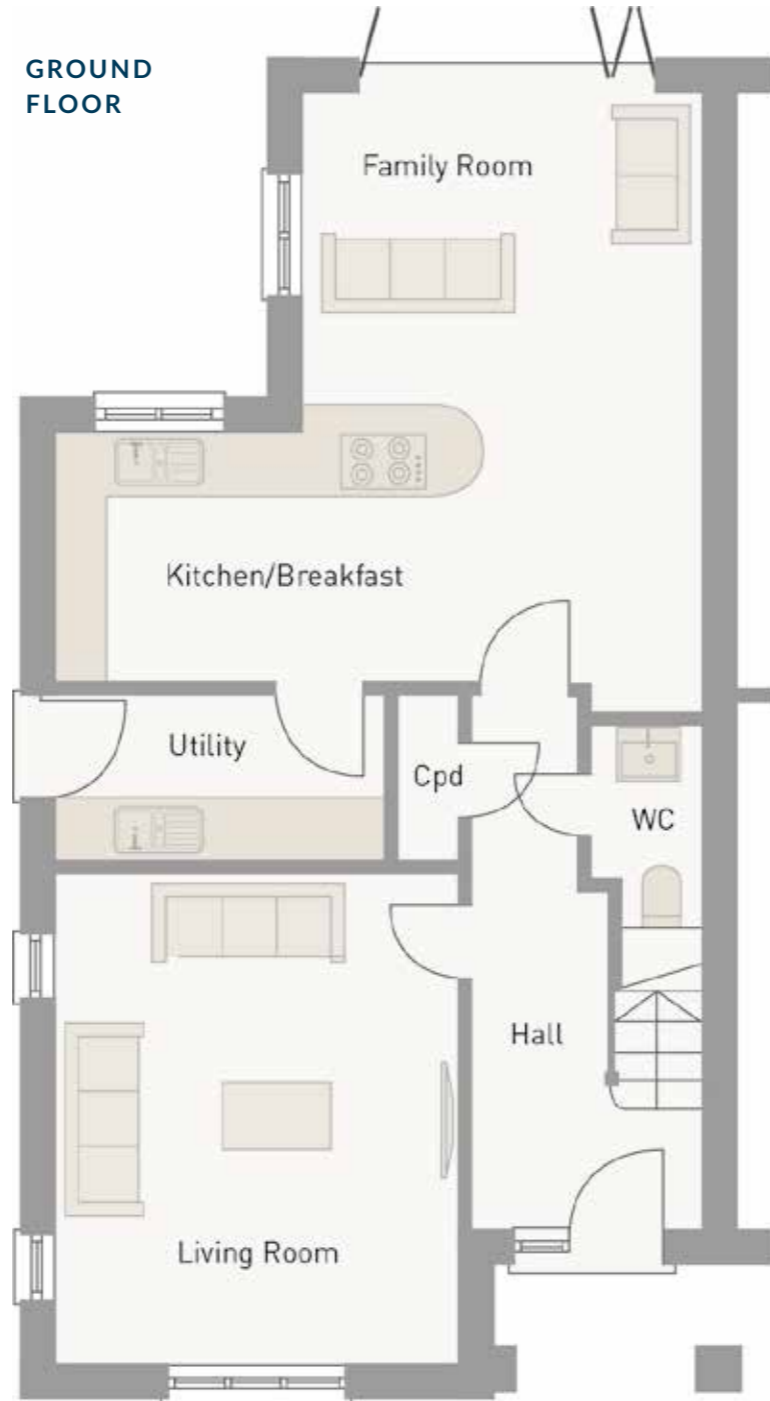 GROUND
FLOOR
Family Room
Kitchen/Breakfast
Utility
Cpd
WC
Hall
Living Room